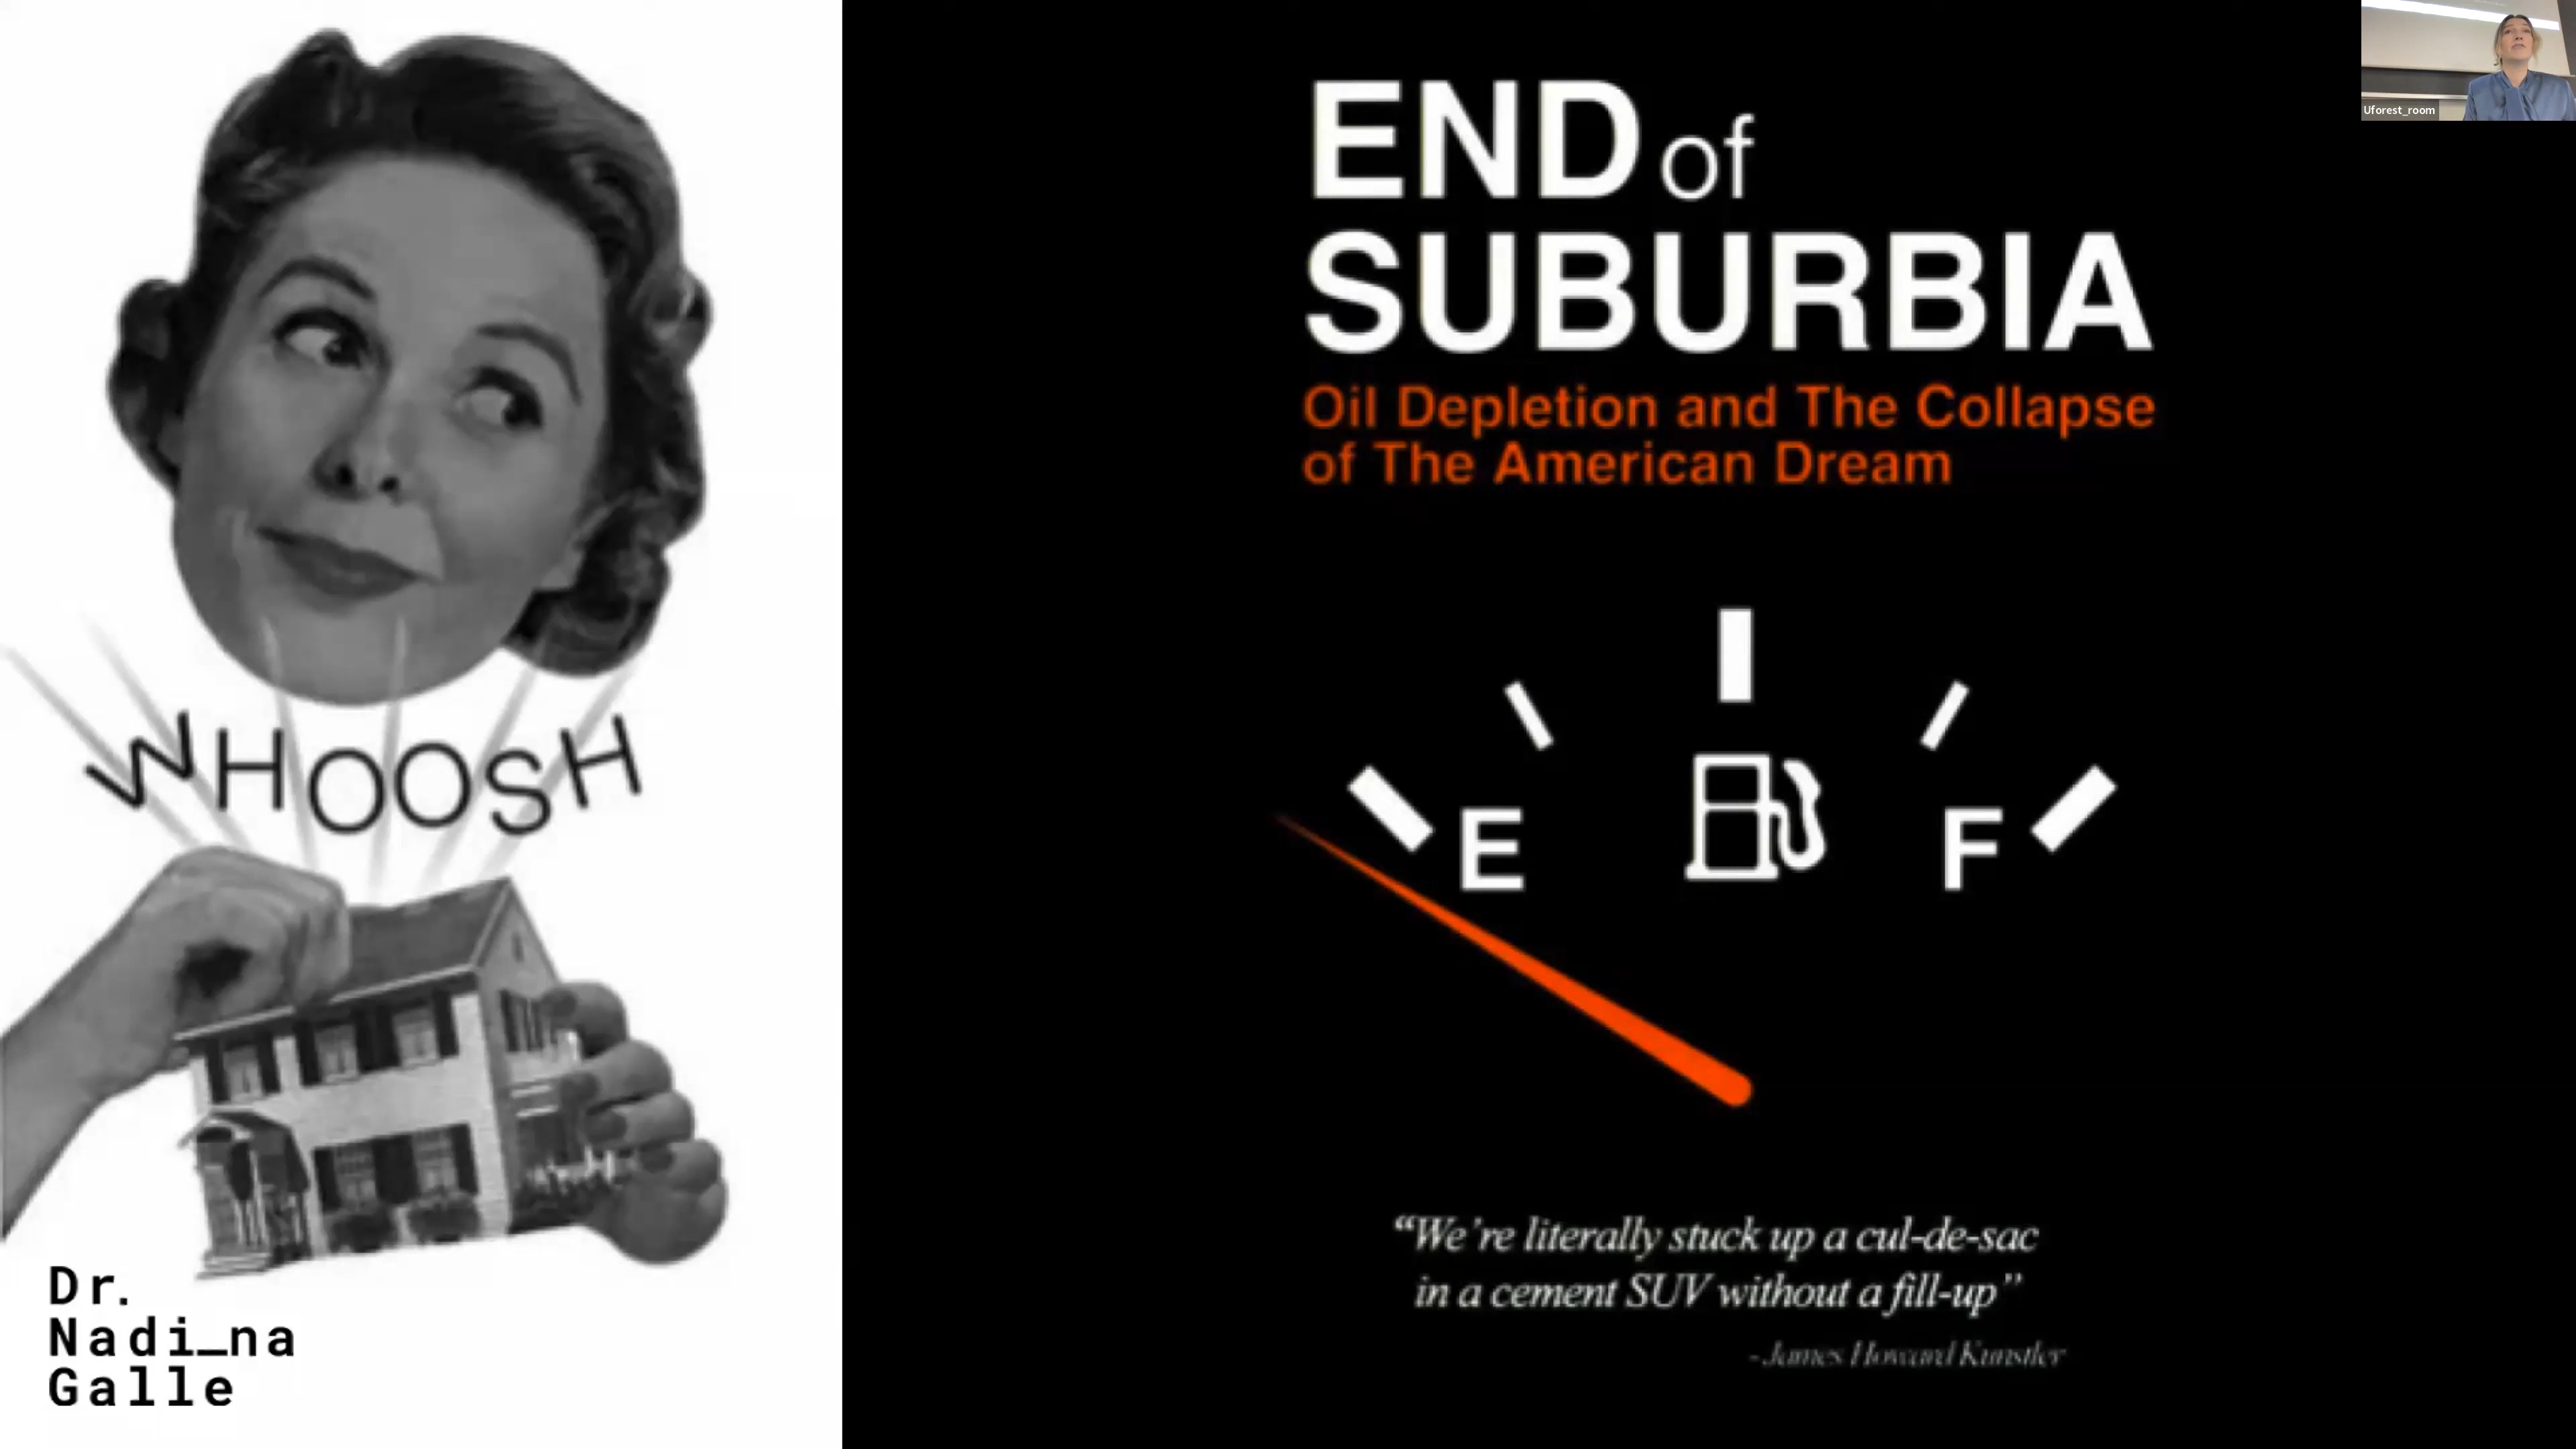 WHOOSH
Dr.
Nadi_na
Galle
END of
SUBURBIA
Oil Depletion and The Collapse
of The American Dream
E
F
“We're literally stuck up a cul-de-sac
in a cement SUV without a fill-up”
- James Howard Kunstler
Uforest_room